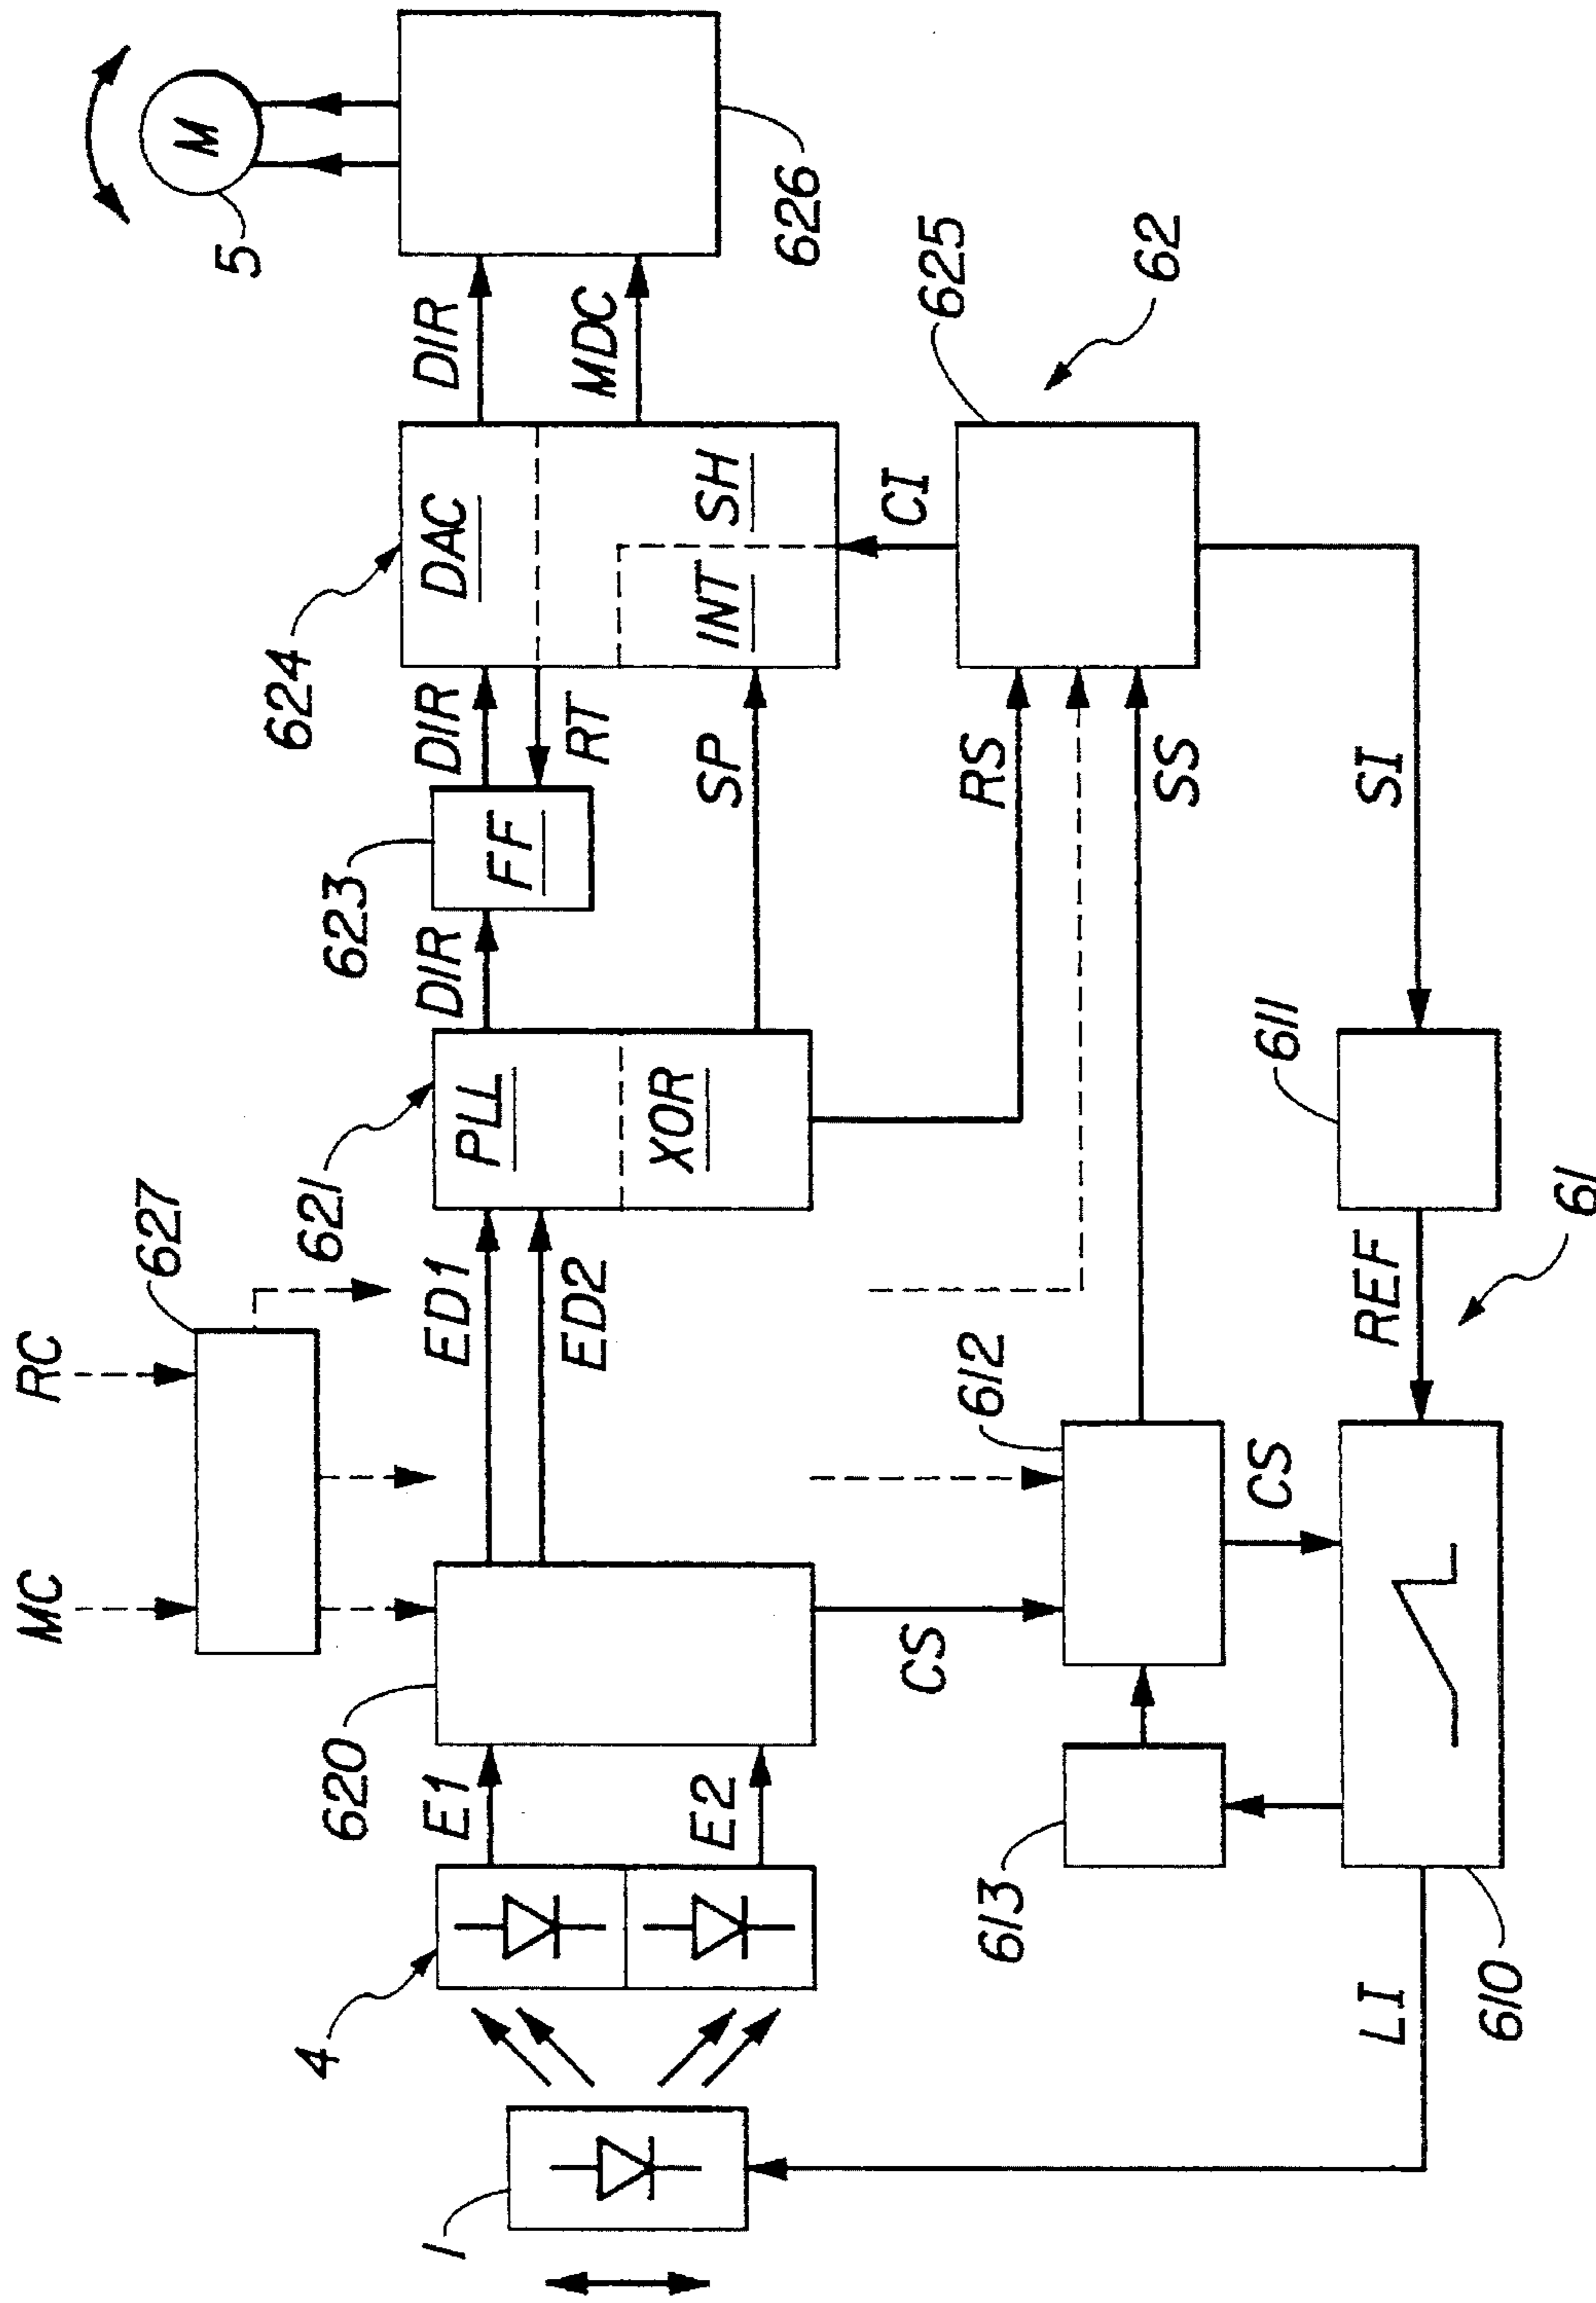 MC
RC
627
620
621
623
624
5
M
4
E1
E2
ED1
ED2
PLL
XOR
DIR
FF
DIR
RT
SP
DAC
INT
SH
DIR
MDC
626
1
CS
612
RS
SS
CI
625
62
613
CS
611
REF
SI
61
LI
610